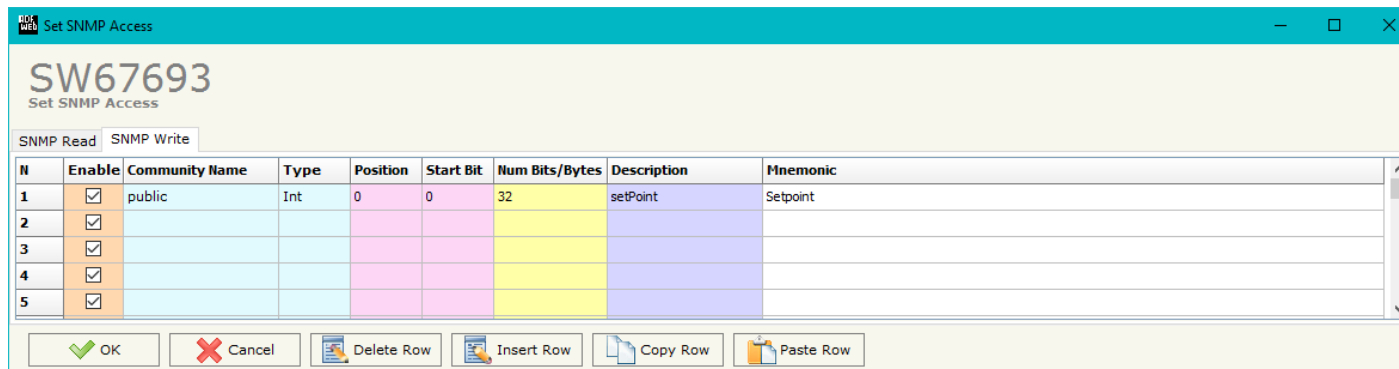 ADF WEB Set SNMP Access
SW67693
Set SNMP Access
SNMP Read SNMP Write
N Enable Community Name Type Position Start Bit Num Bits/Bytes Description Mnemonic
1 public Int 0 0 32 setPoint Setpoint
2
3
4
5
OK Cancel Delete Row Insert Row Copy Row Paste Row